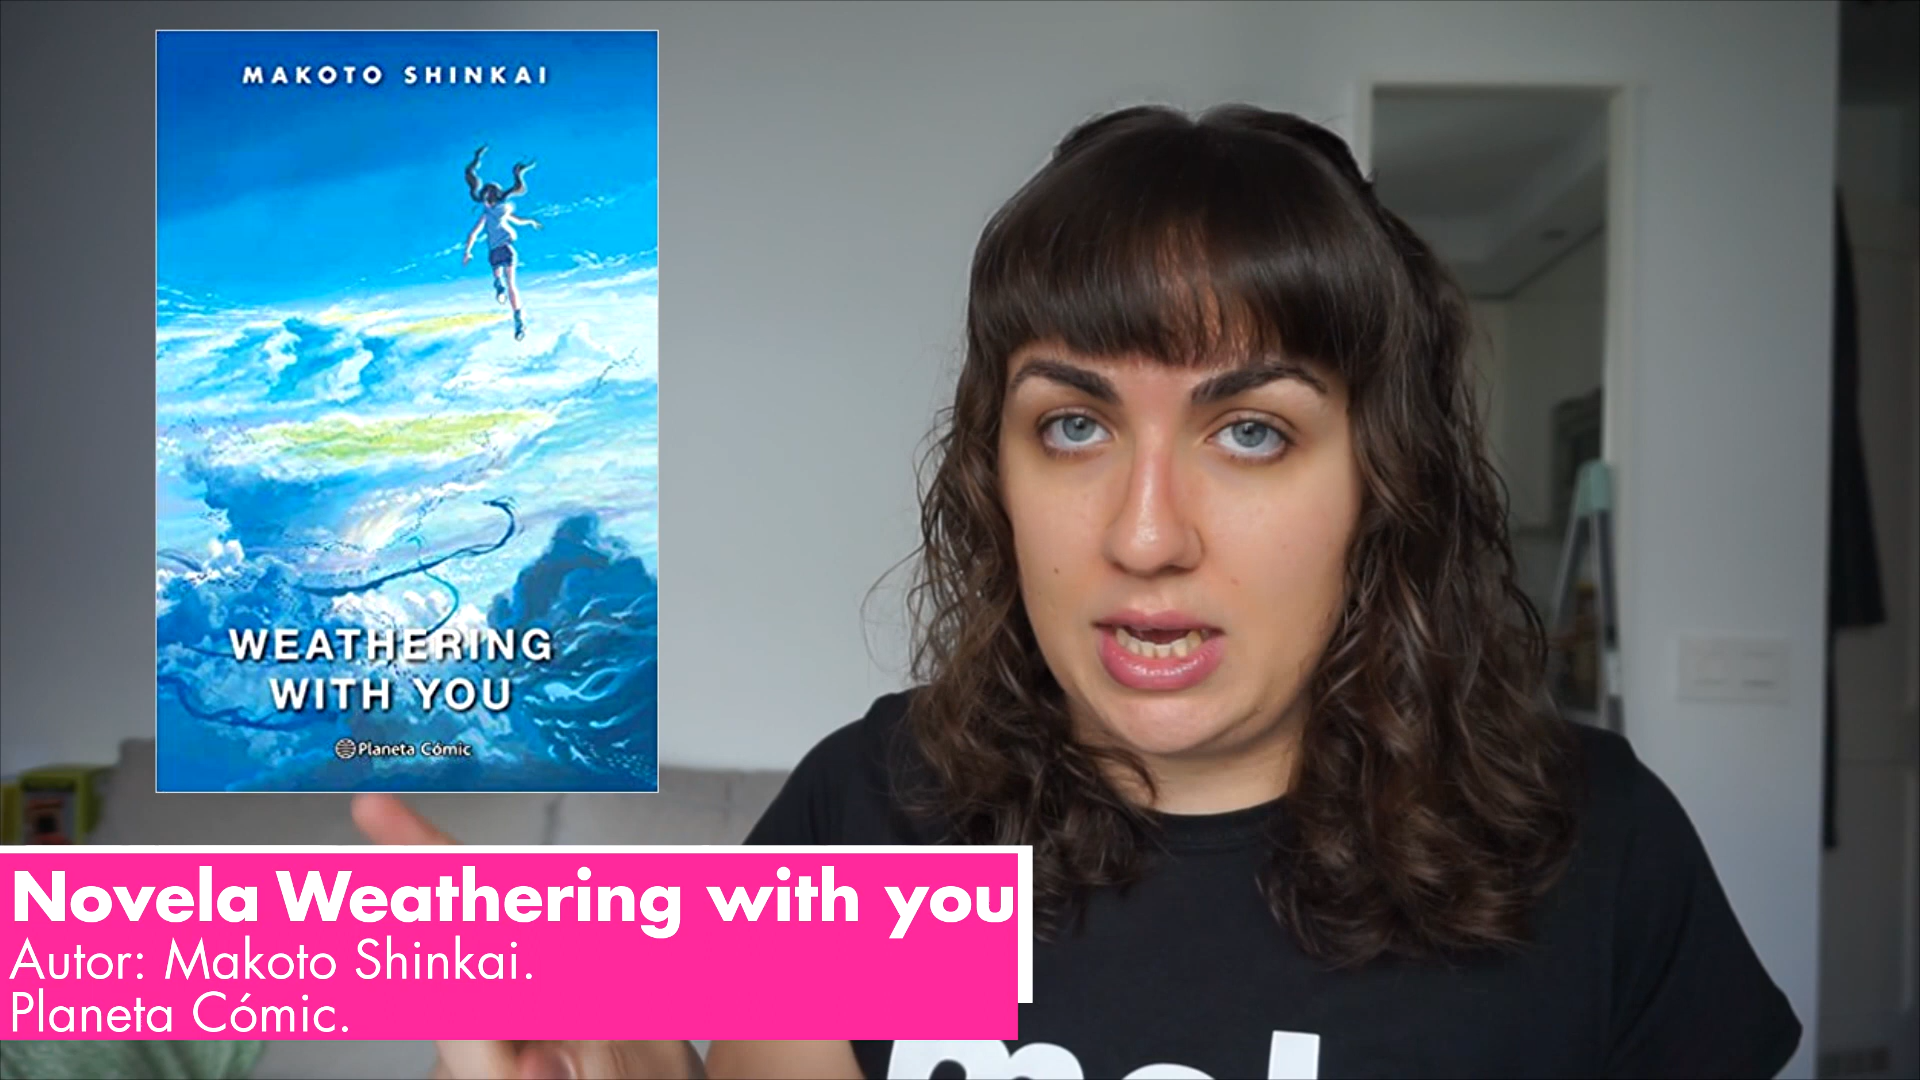 MAKOTO SHINKAI
WEATHERING
WITH YOU
Planeta Cómic
Novela Weathering with you
Autor: Makoto Shinkai.
Planeta Cómic.